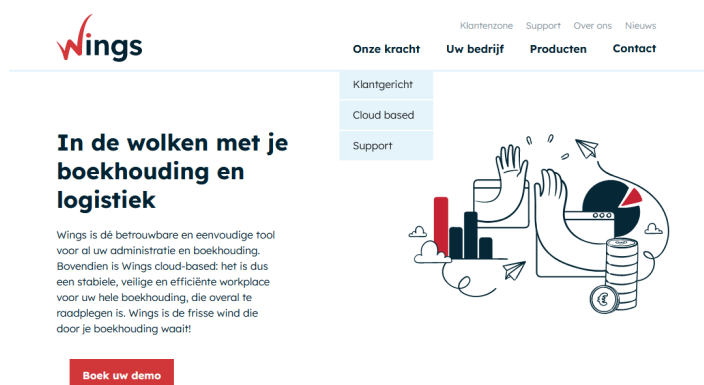 Wings
Klantenzone Support Over ons Nieuws
Onze kracht Uw bedrijf Producten Contact
Klantgericht
Cloud based
Support
In de wolken met je
boekhouding en
logistiek
Wings is dé betrouwbare en eenvoudige tool
voor al uw administratie en boekhouding.
Bovendien is Wings cloud-based: het is dus
een stabiele, veilige en efficiënte workplace
voor uw hele boekhouding, die overal te
raadplegen is. Wings is de frisse wind die
door je boekhouding waait!
Boek uw demo
€